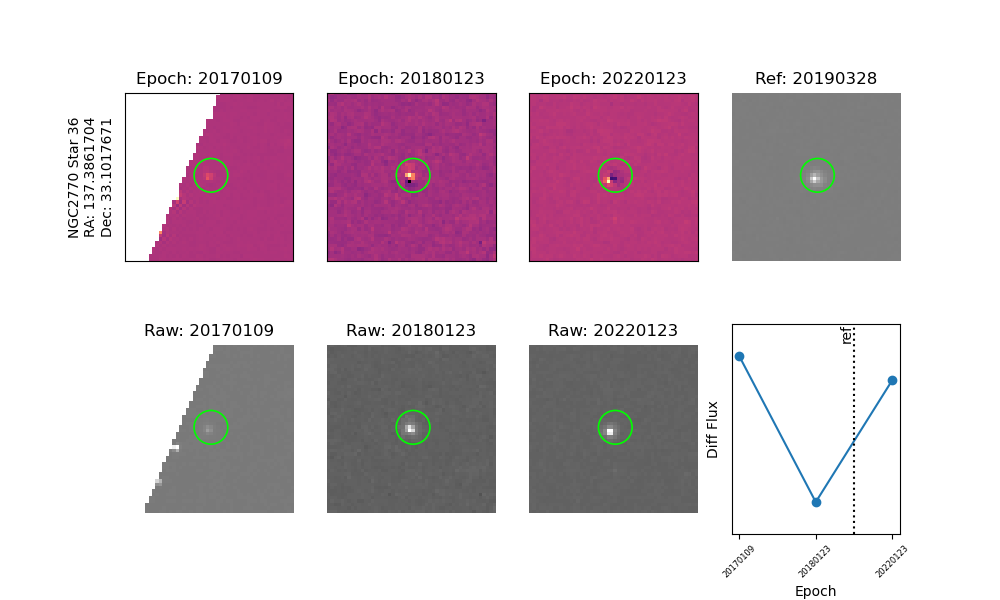 Epoch: 20170109
Epoch: 20180123
Epoch: 20220123
Ref: 20190328
NGC2770 Star 36
RA: 137.3861704
Dec: 33.1017671
Raw: 20170109
Raw: 20180123
Raw: 20220123
ref
Diff Flux
20170109
20180123
20220123
Epoch